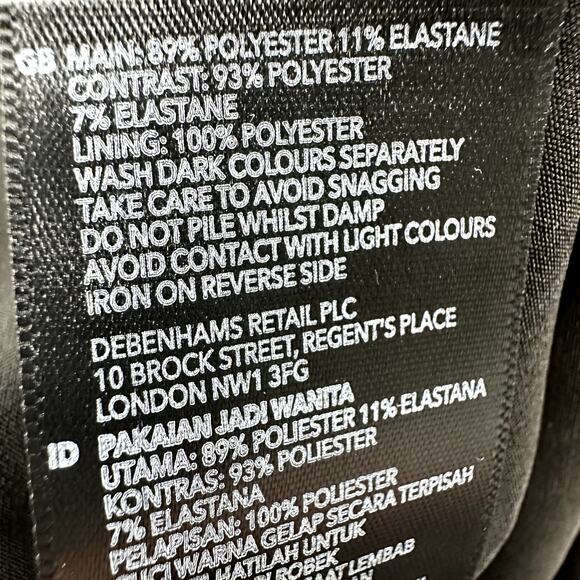 GB MAIN: 89% POLYESTER 11% ELASTANE
CONTRAST: 93% POLYESTER
7% ELASTANE
LINING: 100% POLYESTER
WASH DARK COLOURS SEPARATELY
TAKE CARE TO AVOID SNAGGING
DO NOT PILE WHILST DAMP
AVOID CONTACT WITH LIGHT COLOURS
IRON ON REVERSE SIDE
DEBENHAMS RETAIL PLC
10 BROCK STREET, REGENT'S PLACE
LONDON NW1 3FG
ID PAKAIAN JADI WANITA
UTAMA: 89% POLIESTER 11% ELASTANA
KONTRAS: 93% POLIESTER
7% ELASTANA
PELAPISAN: 100% POLIESTER
CUCI WARNA GELAP SECARA TERPISAH
HATILAH UNTUK
ROBEK
LEMBAB